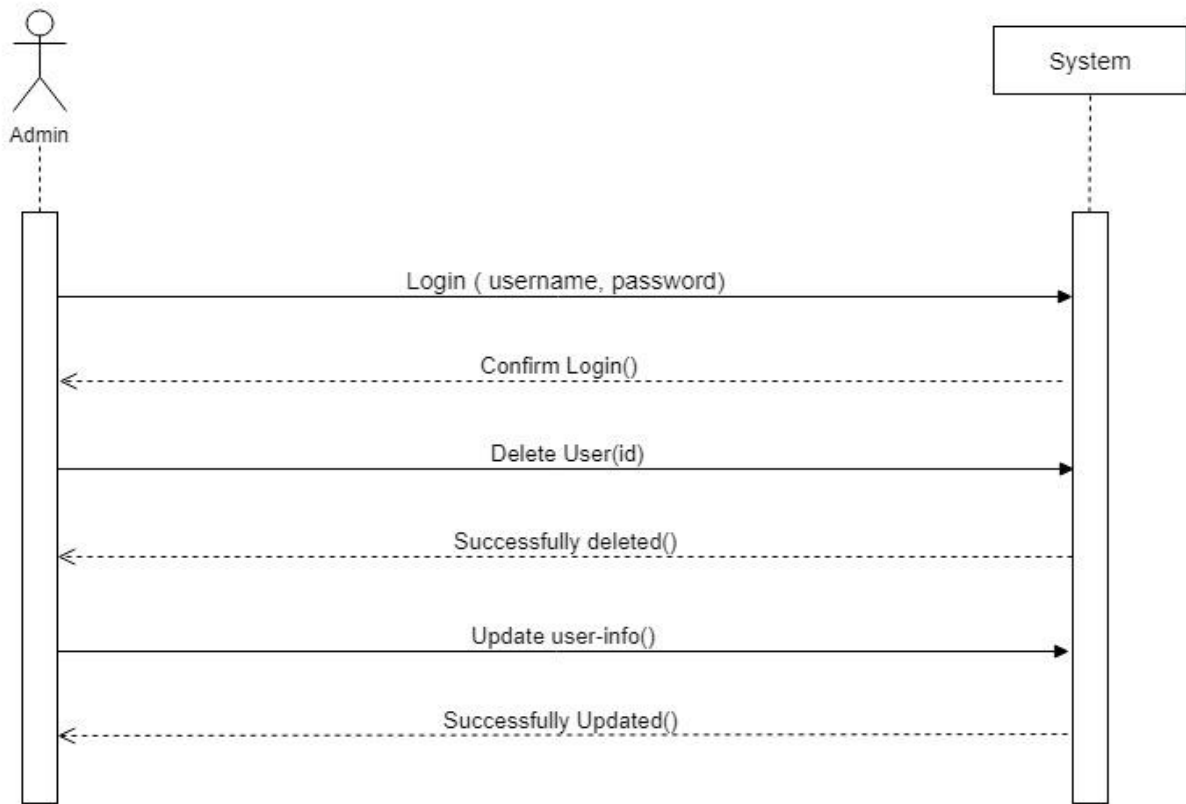 System
Admin
Login ( username, password)
Confirm Login()
Delete User(id)
Successfully deleted()
Update user-info()
Successfully Updated()